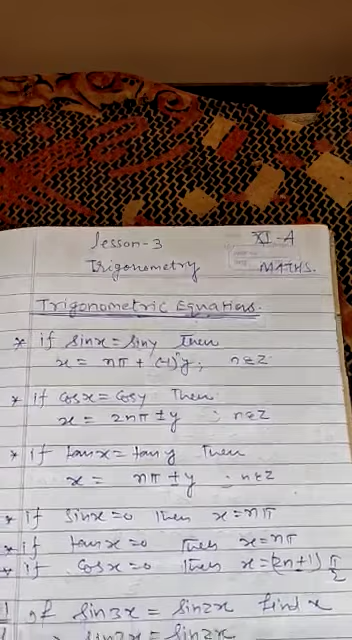 Lesson-3
XI-A
Trigonometry
MATHS.
Trigonometric Equations.
* if sinx = siny Then
x = nπ + (-1)ⁿy; n∈Z
* if Cosx = Cosy Then
x = 2nπ ± y ; n∈Z
* if tanx = tany Then
x = nπ ± y ; n∈Z
* if sinx=0 then x=nπ
* if tanx=0 Then x=nπ
* if Cosx=0 then x=(2n+1)π/2
1 if sin3x = sin2x find x
sin3x = sin2x